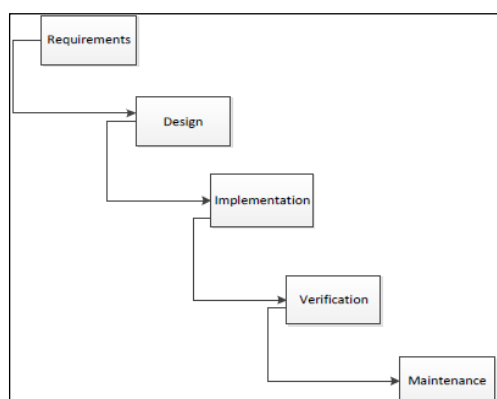 Requirements
Design
Implementation
Verification
Maintenance